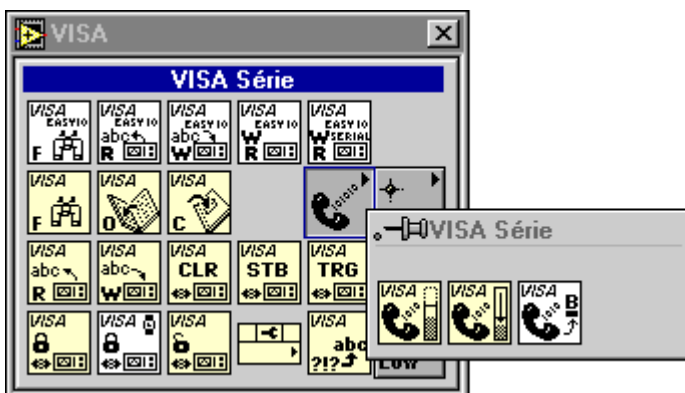 VISA
VISA Série
VISA EASY IO F
VISA EASY IO abc R
VISA EASY IO abc W
VISA EASY IO W R
VISA EASY IO W SERIAL R
VISA F
VISA O
VISA C
VISA Série
VISA abc R
VISA abc W
VISA CLR
VISA STB
VISA TRG
VISA
VISA
VISA B
VISA
VISA
VISA
VISA abc ?!?
LOW